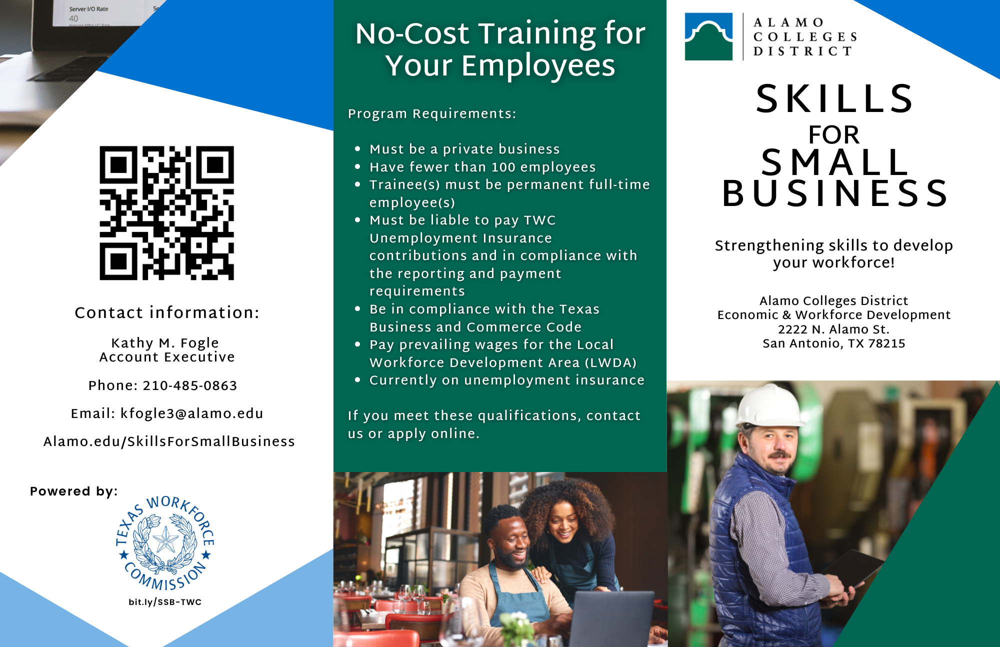 Server I/O Rate
40
Average MB/s I/O Rate
Se
Contact information:
Kathy M. Fogle
Account Executive
Phone: 210-485-0863
Email: kfogle3@alamo.edu
Alamo.edu/SkillsForSmallBusiness
Powered by:
TEXAS WORKFORCE
COMMISSION
bit.ly/SSB-TWC
No-Cost Training for
Your Employees
Program Requirements:
• Must be a private business
• Have fewer than 100 employees
• Trainee(s) must be permanent full-time
employee(s)
• Must be liable to pay TWC
Unemployment Insurance
contributions and in compliance with
the reporting and payment
requirements
• Be in compliance with the Texas
Business and Commerce Code
• Pay prevailing wages for the Local
Workforce Development Area (LWDA)
• Currently on unemployment insurance
If you meet these qualifications, contact
us or apply online.
ALAMO
COLLEGES
DISTRICT
SKILLS
FOR
SMALL
BUSINESS
Strengthening skills to develop
your workforce!
Alamo Colleges District
Economic & Workforce Development
2222 N. Alamo St.
San Antonio, TX 78215